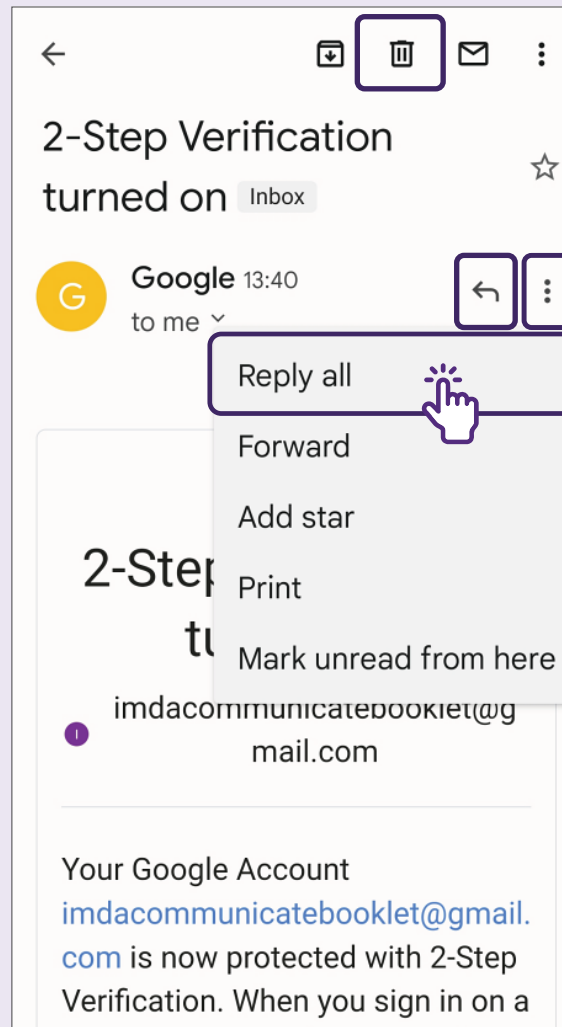 2-Step Verification
turned on Inbox
G
Google 13:40
to me
Reply all
Forward
Add star
Print
Mark unread from here
2-Step
tu
imdacommunicatebooklet@g
mail.com
I
Your Google Account
imdacommunicatebooklet@gmail.
com is now protected with 2-Step
Verification. When you sign in on a